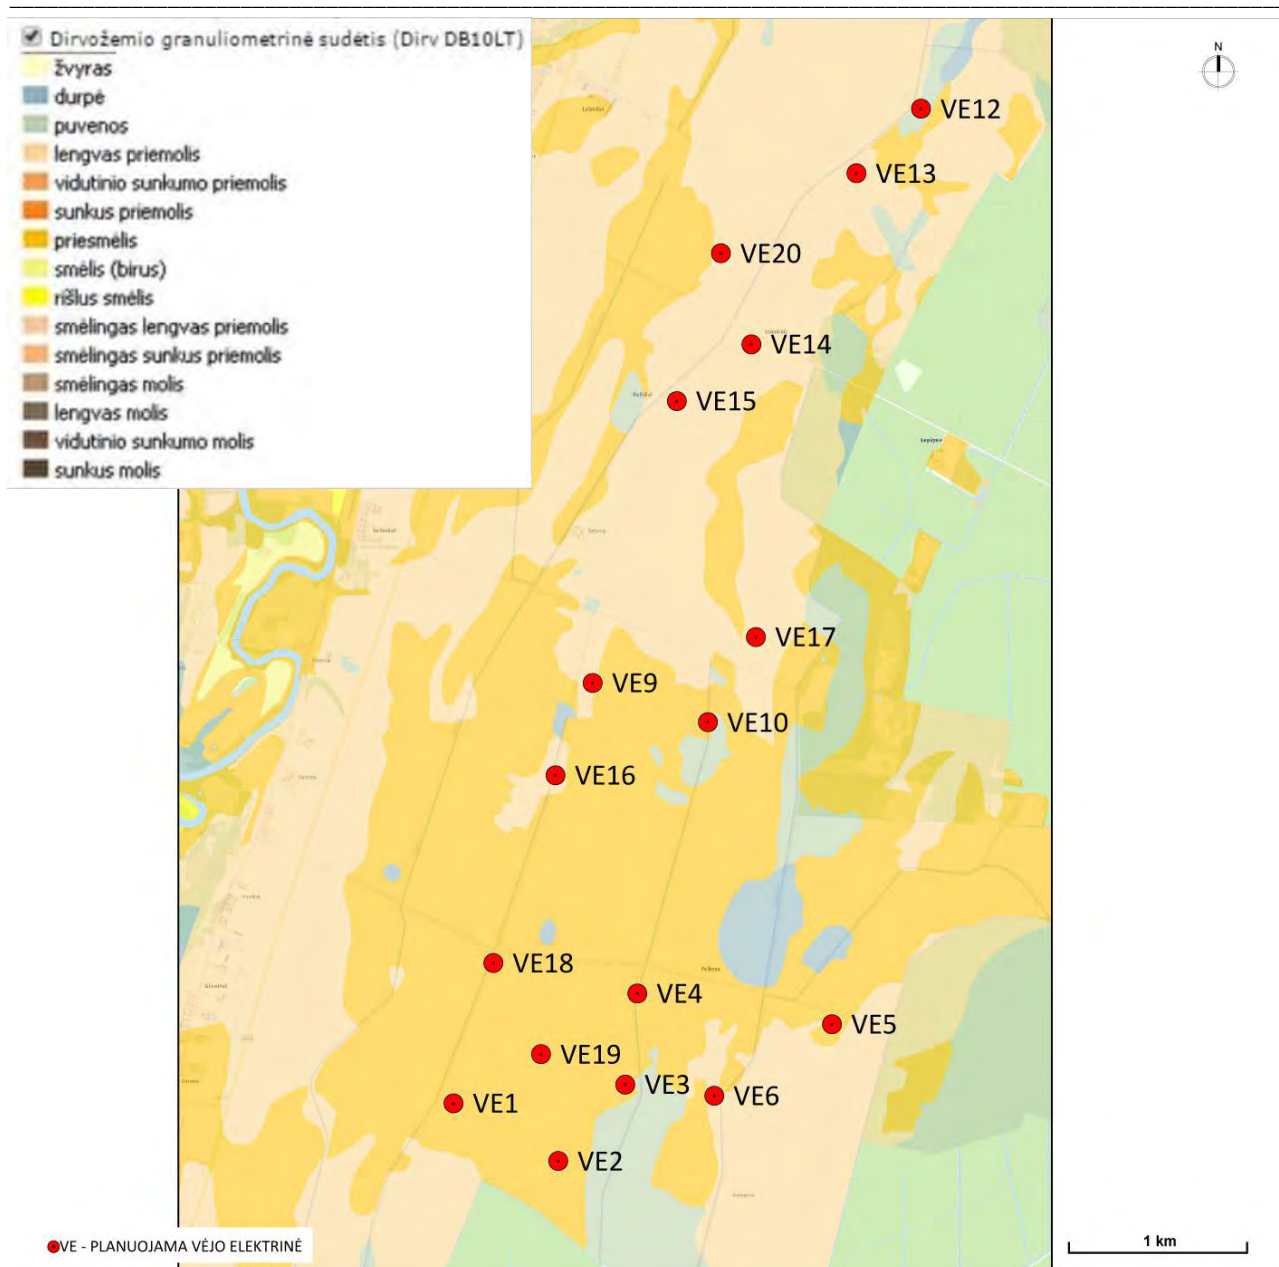 Dirvožemio granuliometrinė sudėtis (Dirv DB10LT)
žvyras
durpė
puvenos
lengvas priemolis
vidutinio sunkumo priemolis
sunkus priemolis
priesmėlis
smėlis (birus)
rišlus smėlis
smėlingas lengvas priemolis
smėlingas sunkus priemolis
smėlingas molis
lengvas molis
vidutinio sunkumo molis
sunkus molis
N
VE12
VE13
VE20
VE14
VE15
VE17
VE9
VE10
VE16
VE18
VE4
VE5
VE19
VE3
VE6
VE1
VE2
VE - PLANUOJAMA VĖJO ELEKTRINĖ
1 km